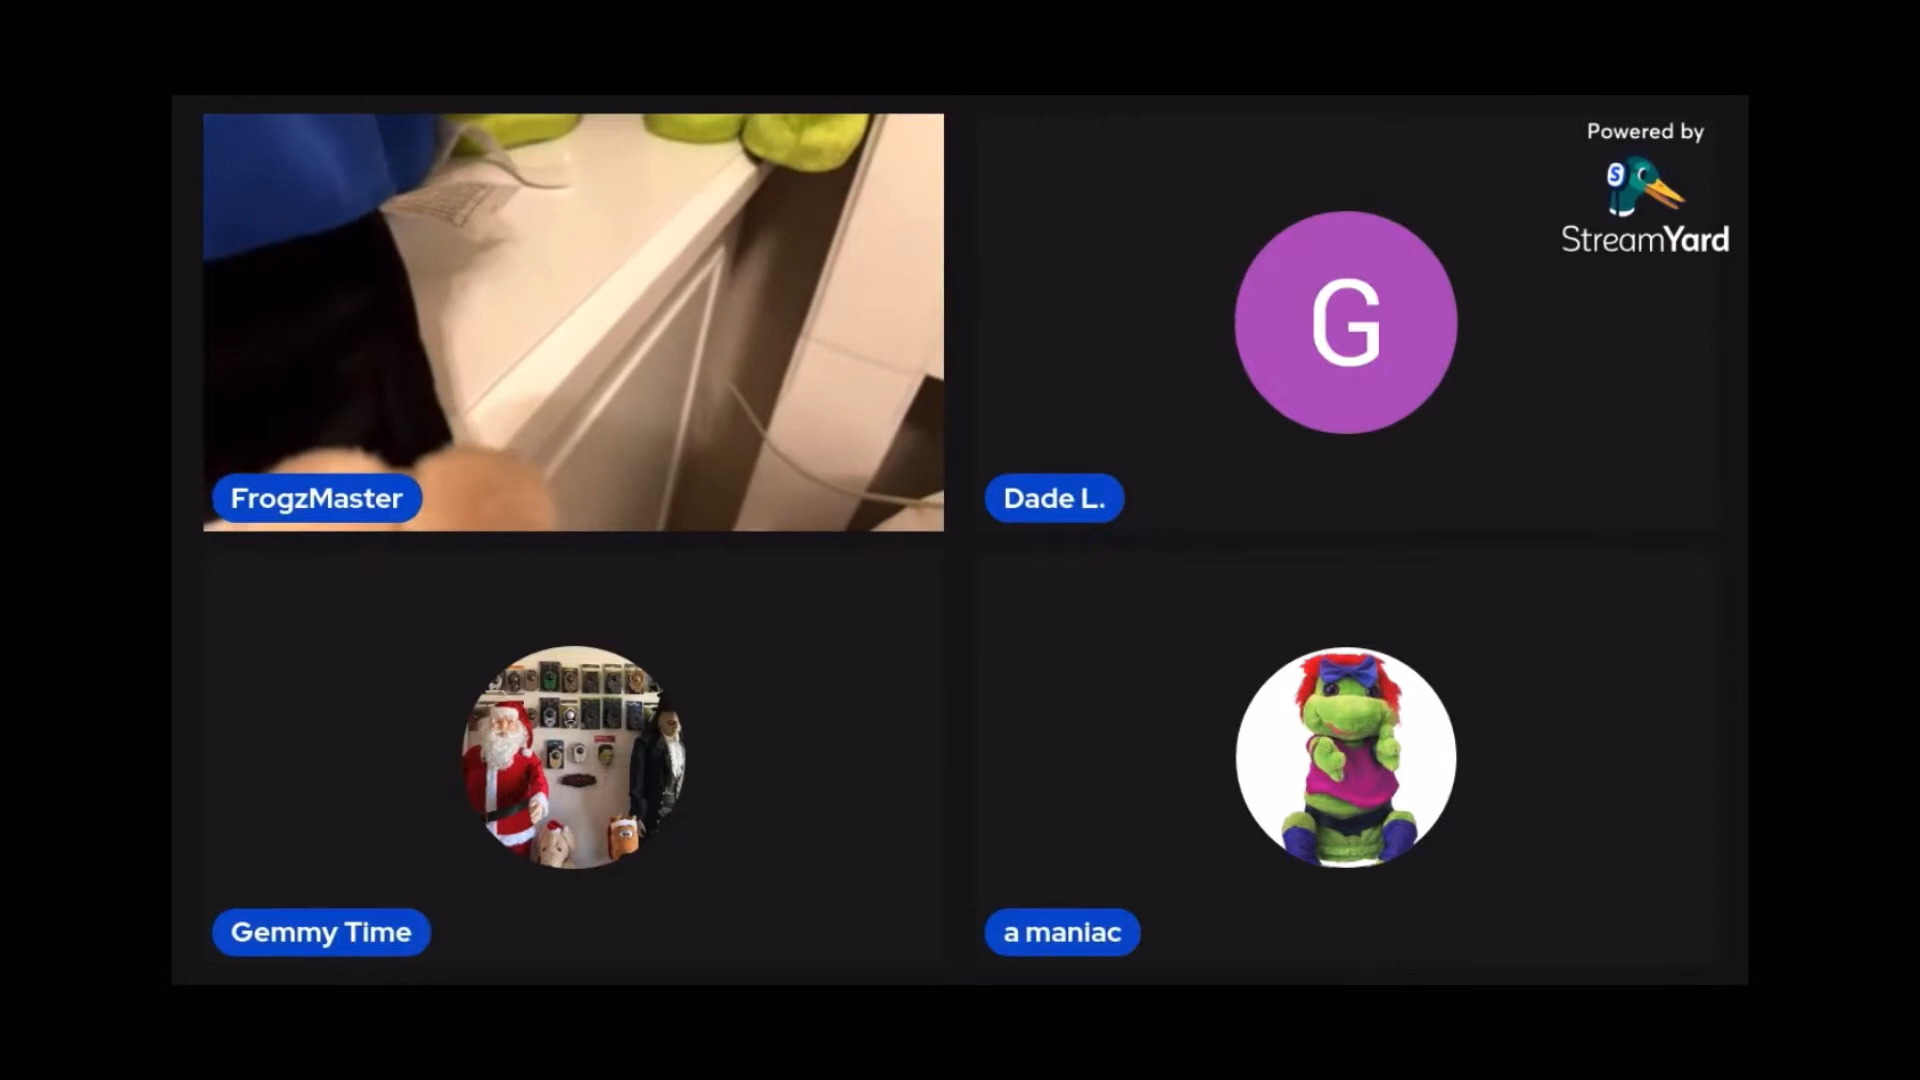 Powered by
S
StreamYard
G
FrogzMaster
Dade L.
Gemmy Time
a maniac